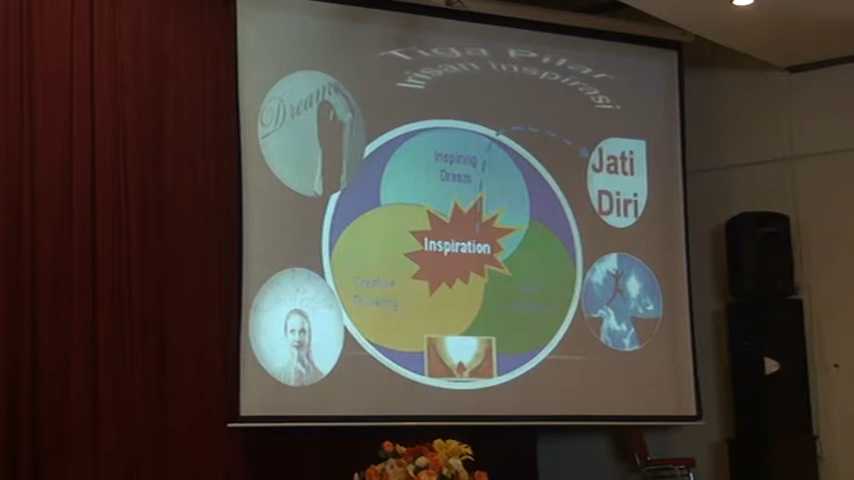 Tiga Pilar
Irisan Inspirasi
Dream
Inspiring
Dream
Jati
Diri
Inspiration
Creative
Thinking